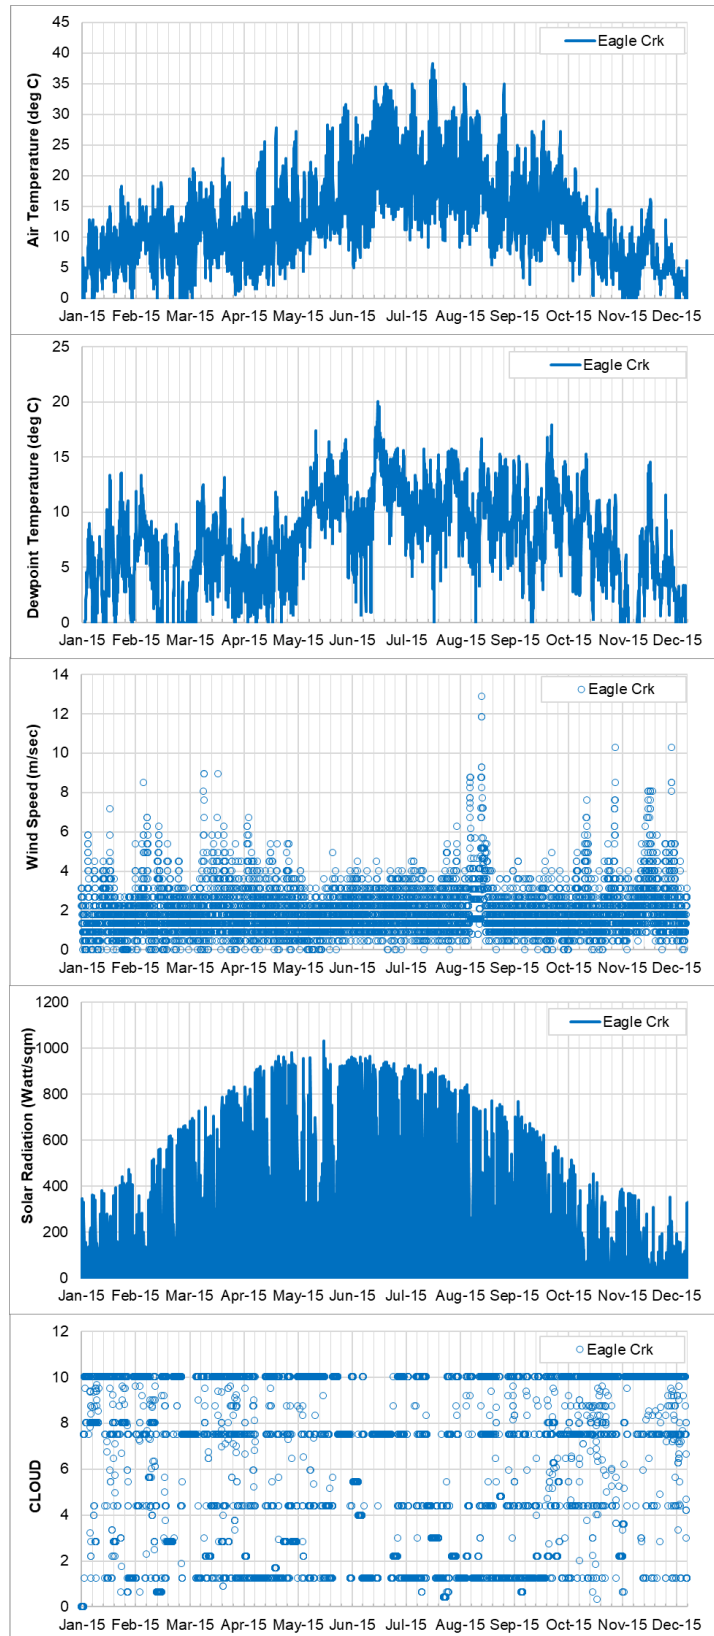 Air Temperature (deg C)
45
40
35
30
25
20
15
10
5
0
Eagle Crk
Jan-15 Feb-15 Mar-15 Apr-15 May-15 Jun-15 Jul-15 Aug-15 Sep-15 Oct-15 Nov-15 Dec-15
Dewpoint Temperature (deg C)
25
20
15
10
5
0
Eagle Crk
Jan-15 Feb-15 Mar-15 Apr-15 May-15 Jun-15 Jul-15 Aug-15 Sep-15 Oct-15 Nov-15 Dec-15
Wind Speed (m/sec)
14
12
10
8
6
4
2
0
Eagle Crk
Jan-15 Feb-15 Mar-15 Apr-15 May-15 Jun-15 Jul-15 Aug-15 Sep-15 Oct-15 Nov-15 Dec-15
Solar Radiation (Watt/sqm)
1200
1000
800
600
400
200
0
Eagle Crk
Jan-15 Feb-15 Mar-15 Apr-15 May-15 Jun-15 Jul-15 Aug-15 Sep-15 Oct-15 Nov-15 Dec-15
CLOUD
12
10
8
6
4
2
0
Eagle Crk
Jan-15 Feb-15 Mar-15 Apr-15 May-15 Jun-15 Jul-15 Aug-15 Sep-15 Oct-15 Nov-15 Dec-15